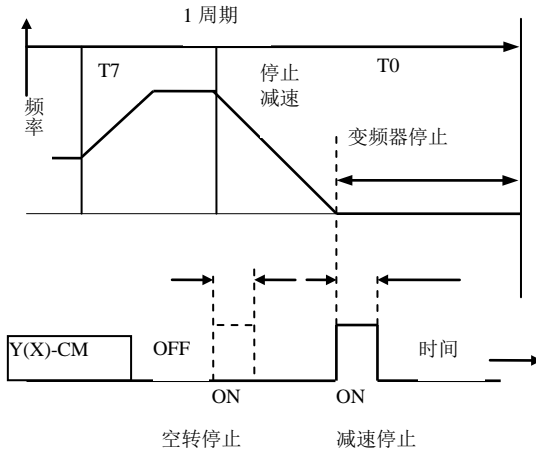 1 周期
T7
停止
减速
T0
频
率
变频器停止
Y(X)-CM
OFF
时间
ON
ON
空转停止
减速停止